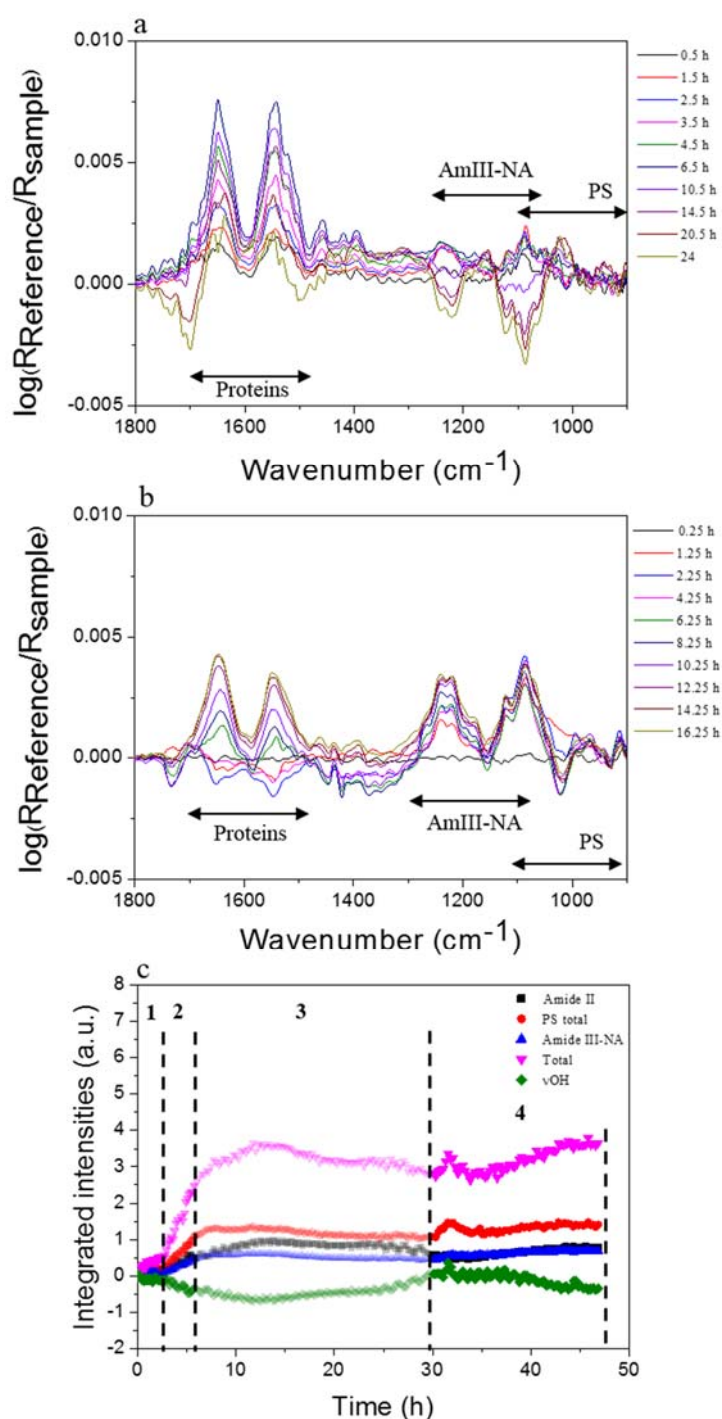 a
0.010
0.005
0.000
-0.005
log(RReference/Rsample)
1800 1600 1400 1200 1000
Wavenumber (cm-1)
Proteins
AmIII-NA
PS
0.5 h
1.5 h
2.5 h
3.5 h
4.5 h
6.5 h
10.5 h
14.5 h
20.5 h
24
b
0.010
0.005
0.000
-0.005
log(RReference/Rsample)
1800 1600 1400 1200 1000
Wavenumber (cm-1)
Proteins
AmIII-NA
PS
0.25 h
1.25 h
2.25 h
4.25 h
6.25 h
8.25 h
10.25 h
12.25 h
14.25 h
16.25 h
c
8
7
6
5
4
3
2
1
0
-1
-2
Integrated intensities (a.u.)
1 2 3
4
Amide II
PS total
Amide III-NA
Total
νOH
0 10 20 30 40 50
Time (h)